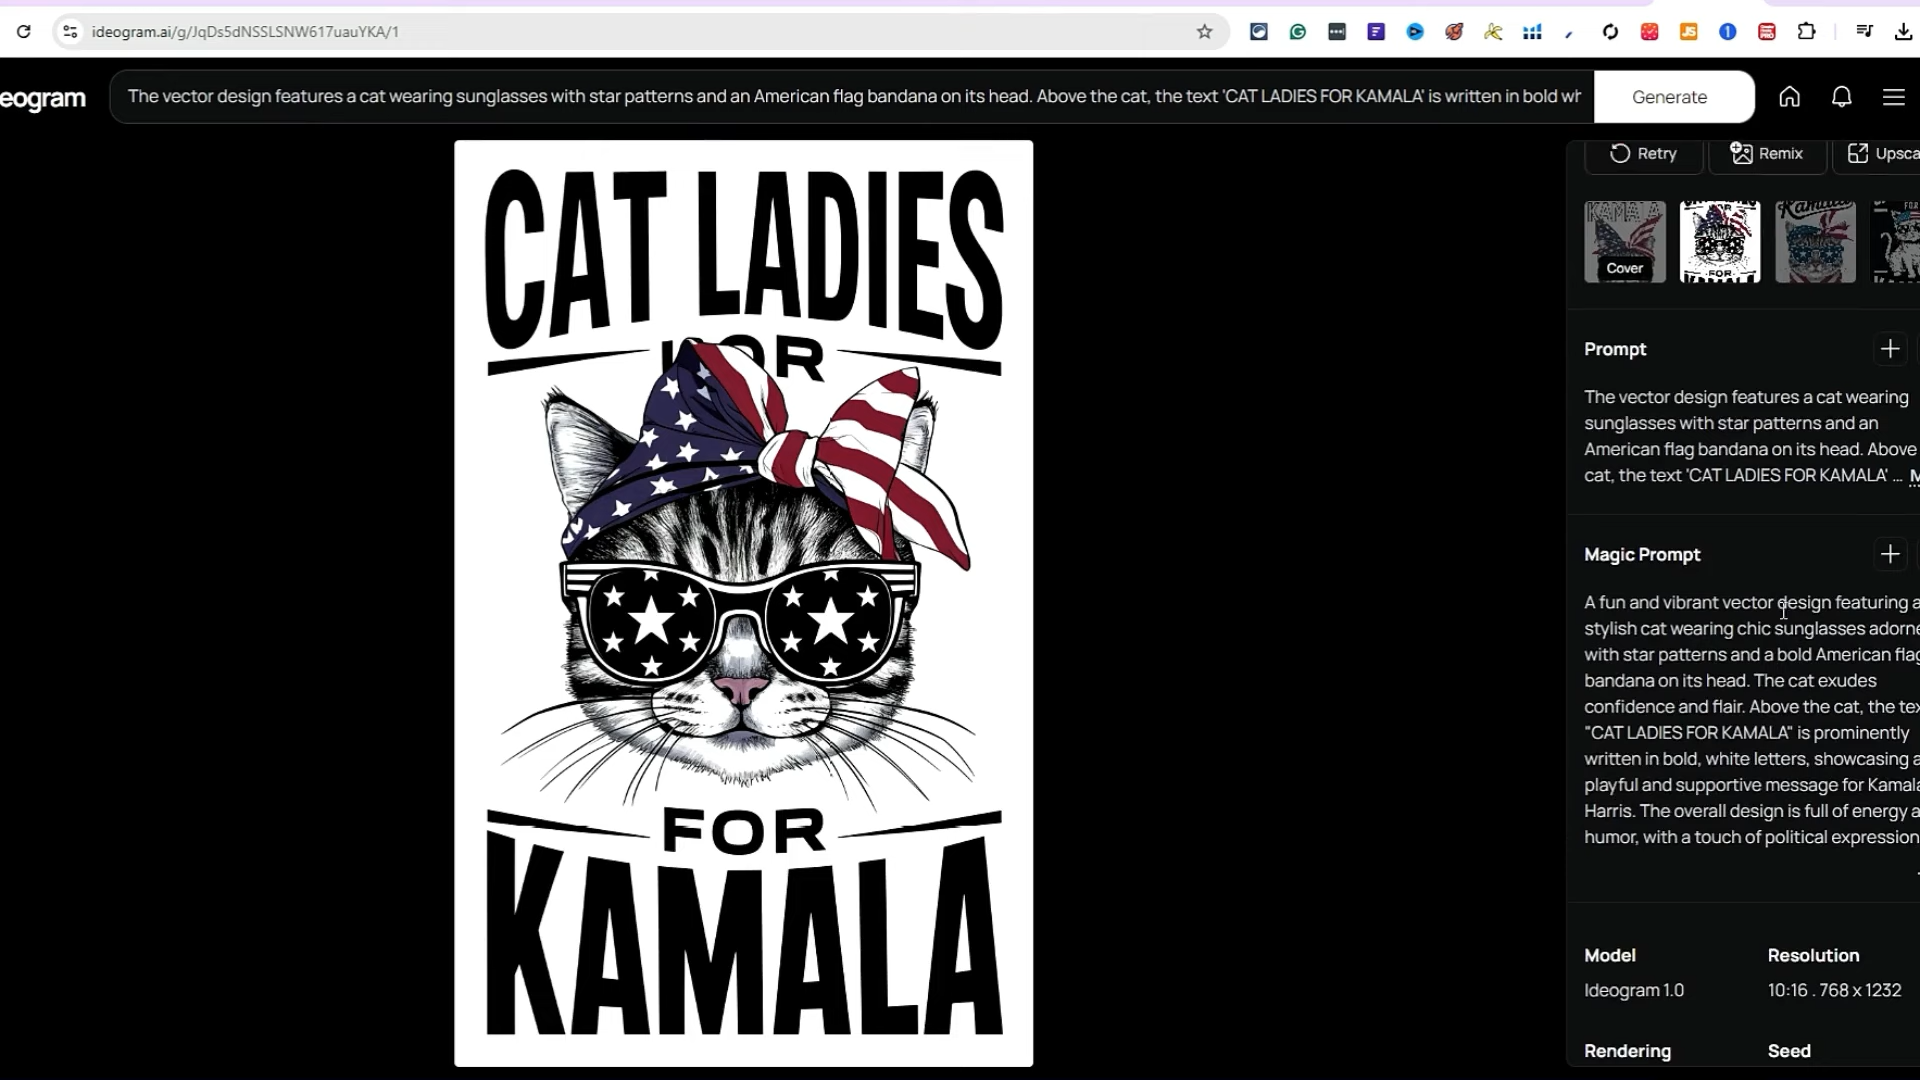 ideogram.ai/g/JqDs5dNSSLSNW617uauYKA/1
eogram
The vector design features a cat wearing sunglasses with star patterns and an American flag bandana on its head. Above the cat, the text 'CAT LADIES FOR KAMALA' is written in bold wh
Generate
CAT LADIES
FOR
FOR
KAMALA
Retry
Remix
Upsca
KAMALA
Kamala
FOR
Cover
FOR
Prompt
The vector design features a cat wearing
sunglasses with star patterns and an
American flag bandana on its head. Above
cat, the text 'CAT LADIES FOR KAMALA' ... M
Magic Prompt
A fun and vibrant vector design featuring a
stylish cat wearing chic sunglasses adorne
with star patterns and a bold American flag
bandana on its head. The cat exudes
confidence and flair. Above the cat, the tex
"CAT LADIES FOR KAMALA" is prominently
written in bold, white letters, showcasing a
playful and supportive message for Kamala
Harris. The overall design is full of energy a
humor, with a touch of political expression
Model
Resolution
Ideogram 1.0
10:16 . 768 x 1232
Rendering
Seed